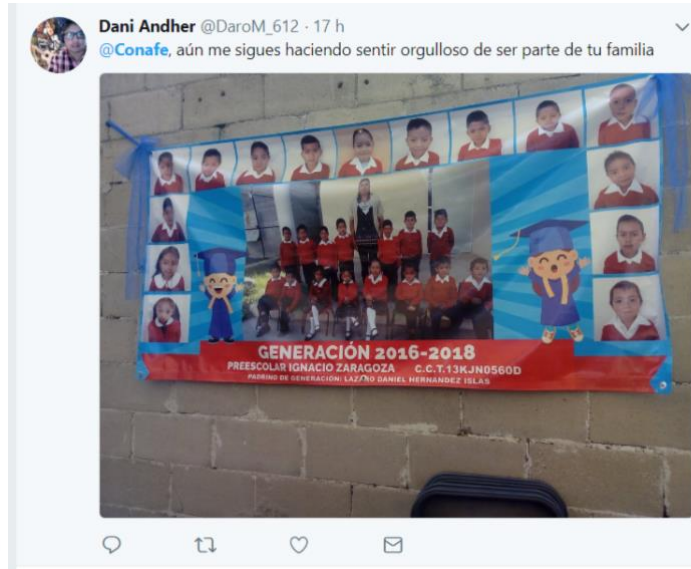 Dani Andher @DaroM_612 · 17 h
@Conafe, aún me sigues haciendo sentir orgulloso de ser parte de tu familia
GENERACIÓN 2016-2018
PREESCOLAR IGNACIO ZARAGOZA C.C.T.13KJN0560D
PADRINO DE GENERACIÓN: LAZARO DANIEL HERNANDEZ ISLAS